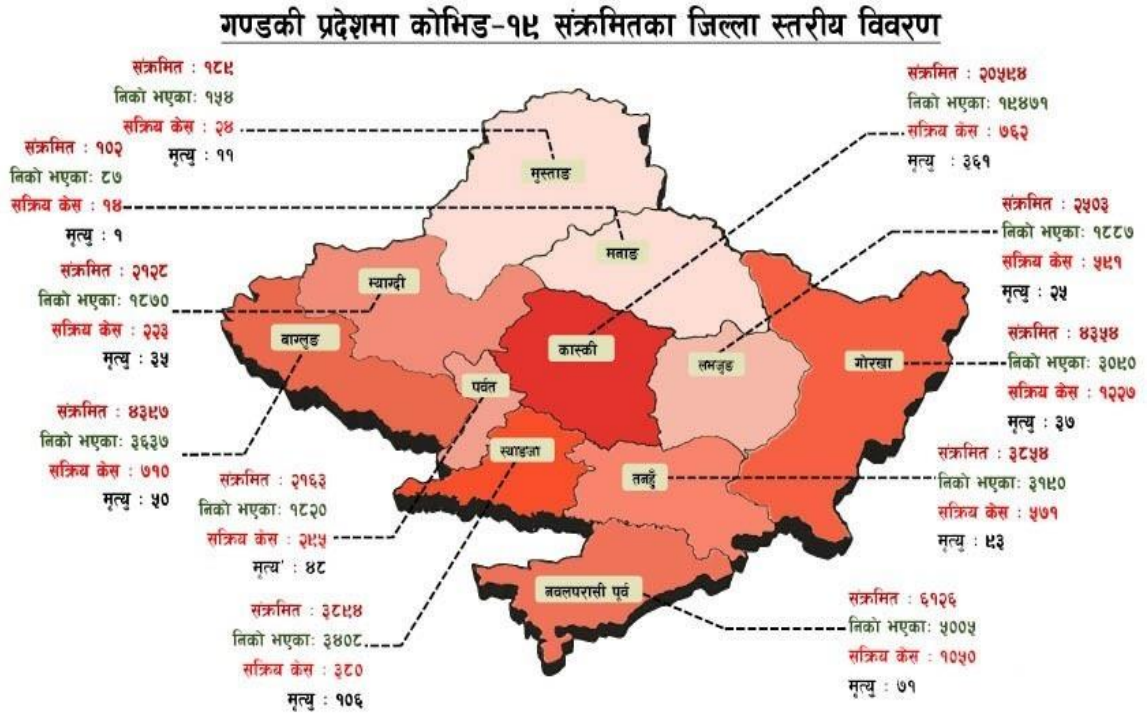 गण्डकी प्रदेशमा कोभिड-१९ संक्रमितका जिल्ला स्तरीय विवरण
संक्रमित : १८९
निको भएका: १५४
सक्रिय केस : २४
मृत्यु : ११
संक्रमित : १०२
निको भएका: ८७
सक्रिय केस : १४
मृत्यु : १
संक्रमित : २१२८
निको भएका: १८७०
सक्रिय केस : २२३
मृत्यु : ३५
संक्रमित : ४३९७
निको भएका: ३६३७
सक्रिय केस : ७१०
मृत्यु : ५०
संक्रमित : २१६३
निको भएका: १८२०
सक्रिय केस : २९५
मृत्य' : ४८
संक्रमित : ३८९४
निको भएका: ३४०८
सक्रिय केस : ३८०
मृत्यु : १०६
मुस्ताङ
मनाङ
म्याग्दी
बाग्लुङ
कास्की
लमजुङ
गोरखा
पर्वत
स्याङजा
तनहुँ
नवलपरासी पूर्व
संक्रमित : २०५९४
निको भएका: १९४७१
सक्रिय केस : ७६२
मृत्यु : ३६१
संक्रमित : २५०३
निको भएका: १८८७
सक्रिय केस : ५९१
मृत्यु: २५
संक्रमित : ४३५४
निको भएका: ३०९०
सक्रिय केस : १२२७
मृत्यु : ३७
संक्रमित : ३८५४
निको भएका: ३१९०
सक्रिय केस : ५७१
मृत्यु : ९३
संक्रमित : ६१२६
निको भएका: ५००५
सक्रिय केस : १०५०
मृत्यु : ७१